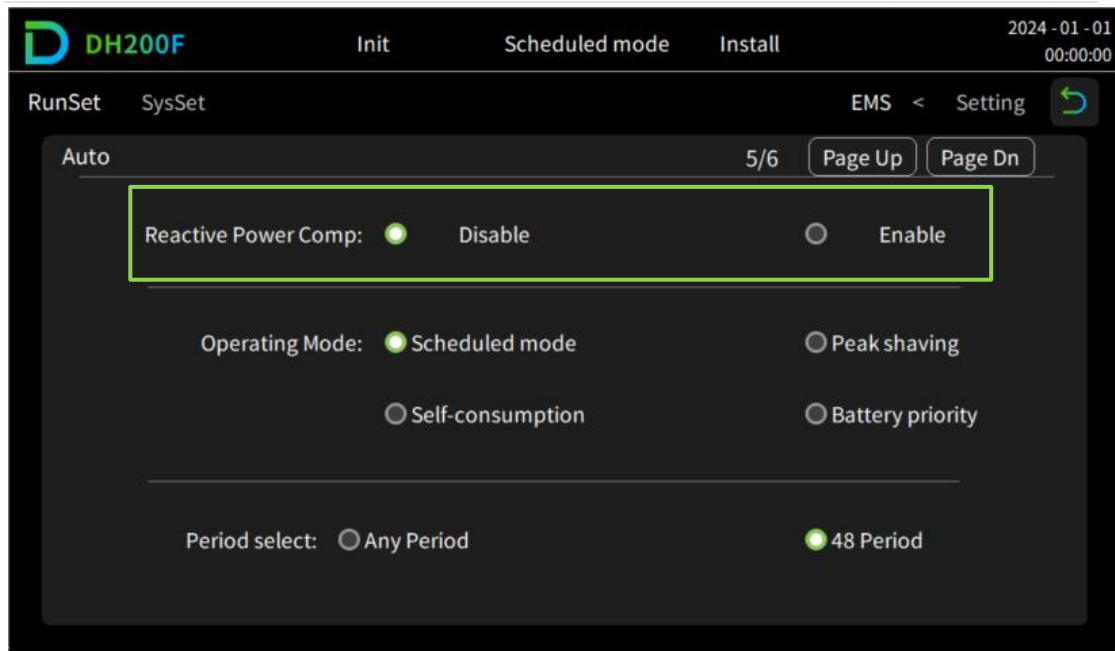 DH200F Init Scheduled mode Install 2024 - 01 - 01
00:00:00
RunSet SysSet EMS < Setting
Auto 5/6 Page Up Page Dn
Reactive Power Comp: Disable Enable
Operating Mode: Scheduled mode Peak shaving
Self-consumption Battery priority
Period select: Any Period 48 Period